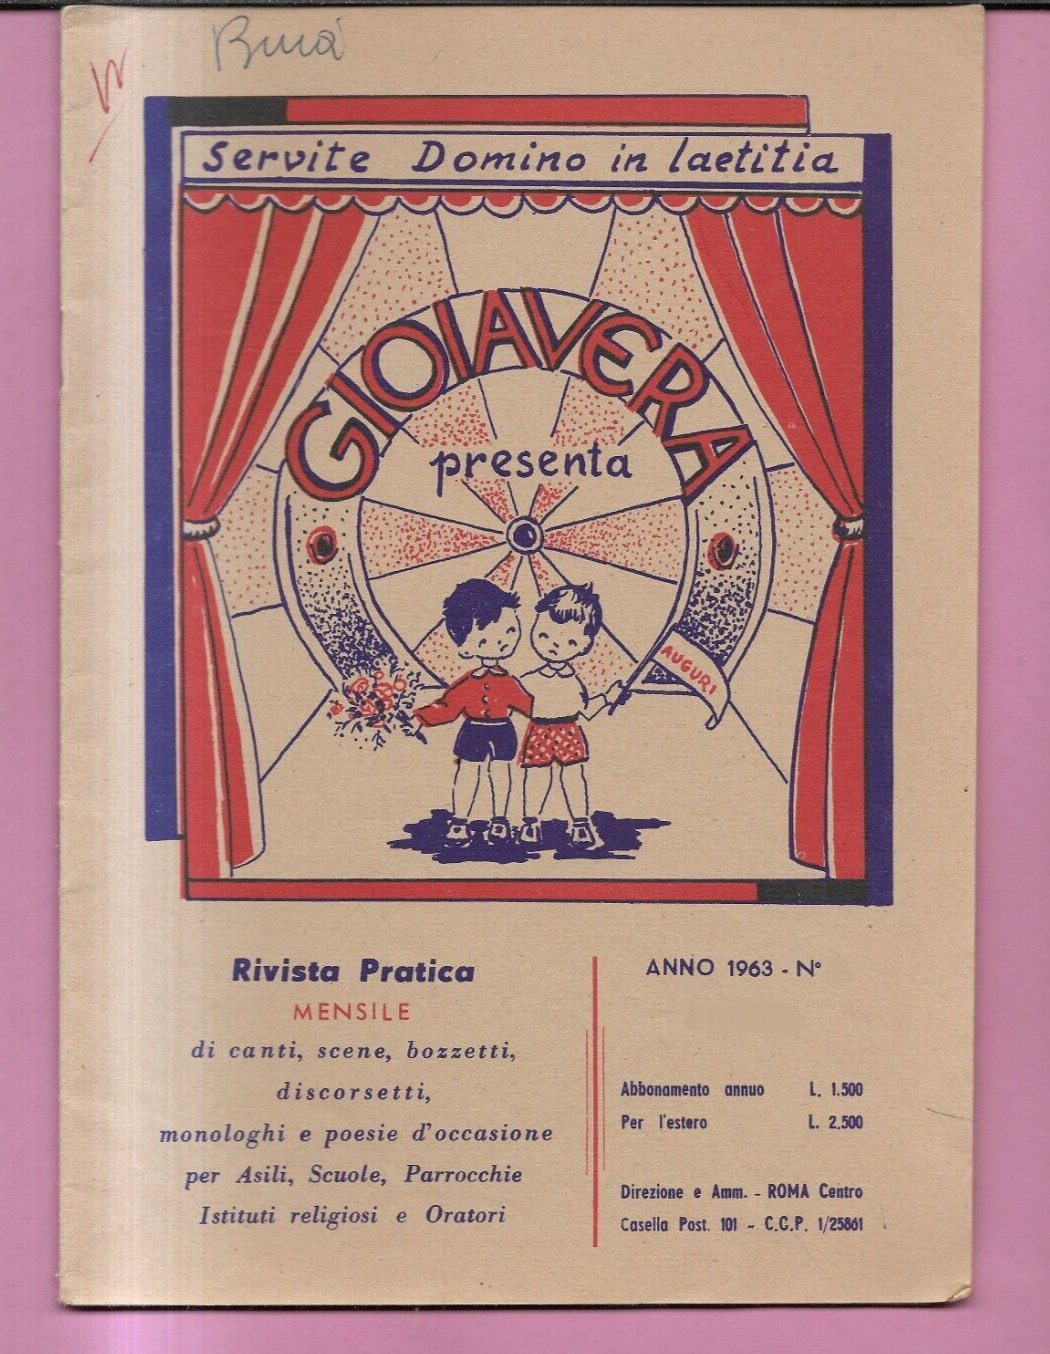 Servite Domino in laetitia
GIOIAVERA
presenta
AUGURI
Rivista Pratica
MENSILE
di canti, scene, bozzetti,
discorsetti,
monologhi e poesie d'occasione
per Asili, Scuole, Parrocchie
Istituti religiosi e Oratori
ANNO 1963 - N°
Abbonamento annuo L. 1.500
Per l'estero L. 2.500
Direzione e Amm. - ROMA Centro
Casella Post. 101 - C.C.P. 1/25861